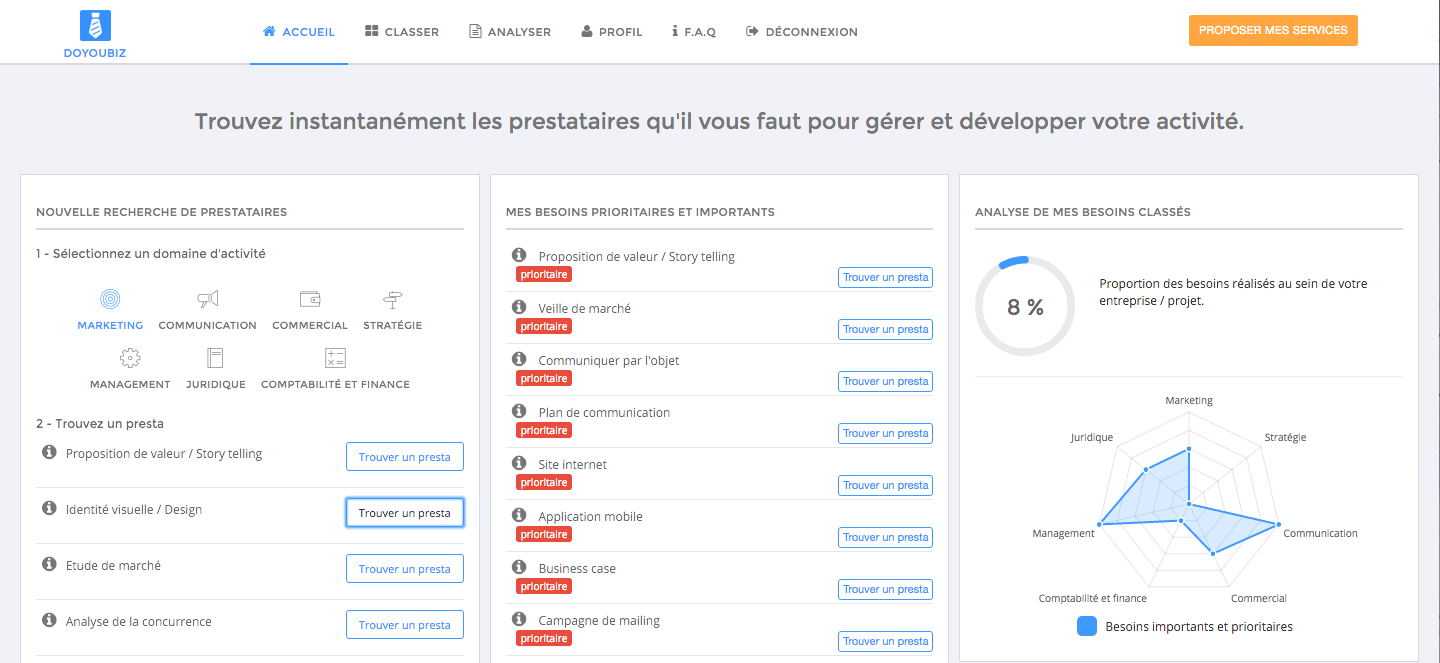 DOYOUBIZ
ACCUEIL
CLASSER
ANALYSER
PROFIL
F.A.Q
DÉCONNEXION
PROPOSER MES SERVICES
Trouvez instantanément les prestataires qu'il vous faut pour gérer et développer votre activité.
NOUVELLE RECHERCHE DE PRESTATAIRES
1 - Sélectionnez un domaine d'activité
MARKETING
COMMUNICATION
COMMERCIAL
STRATÉGIE
MANAGEMENT
JURIDIQUE
COMPTABILITÉ ET FINANCE
2 - Trouvez un presta
Proposition de valeur / Story telling
Trouver un presta
Identité visuelle / Design
Trouver un presta
Etude de marché
Trouver un presta
Analyse de la concurrence
Trouver un presta
MES BESOINS PRIORITAIRES ET IMPORTANTS
Proposition de valeur / Story telling
prioritaire
Trouver un presta
Veille de marché
prioritaire
Trouver un presta
Communiquer par l'objet
prioritaire
Trouver un presta
Plan de communication
prioritaire
Trouver un presta
Site internet
prioritaire
Trouver un presta
Application mobile
prioritaire
Trouver un presta
Business case
prioritaire
Trouver un presta
Campagne de mailing
prioritaire
Trouver un presta
ANALYSE DE MES BESOINS CLASSÉS
8 %
Proportion des besoins réalisés au sein de votre
entreprise / projet.
Marketing
Juridique
Stratégie
Management
Communication
Comptabilité et finance
Commercial
Besoins importants et prioritaires